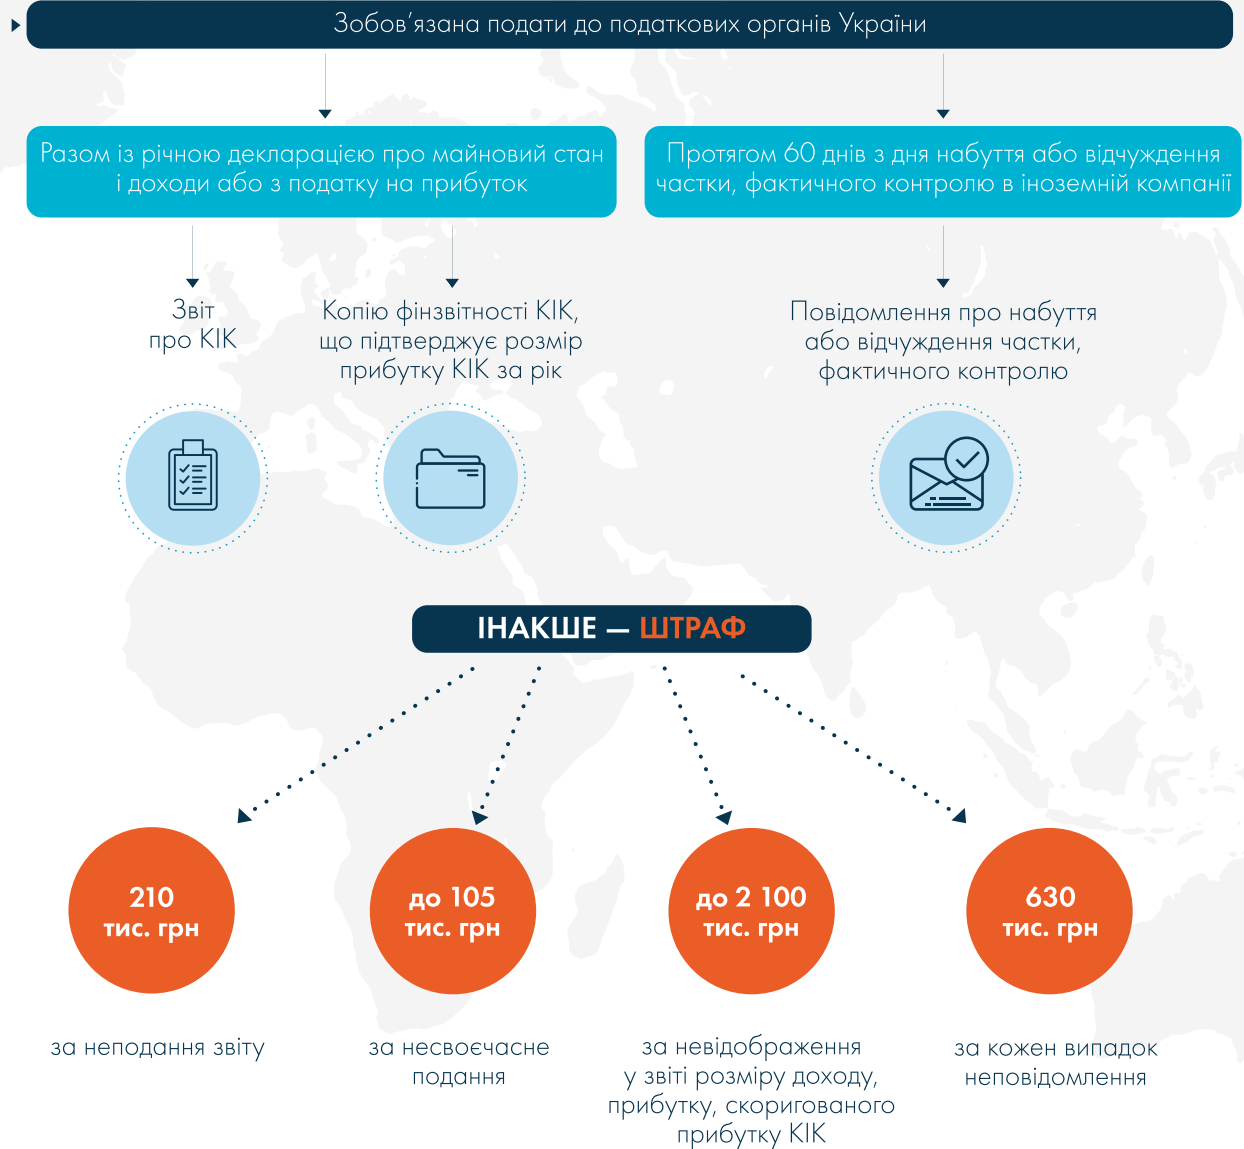 Зобов’язана подати до податкових органів України
Разом із річною декларацією про майновий стан
і доходи або з податку на прибуток
Протягом 60 днів з дня набуття або відчуження
частки, фактичного контролю в іноземній компанії
Звіт
про КІК
Копію фінзвітності КІК,
що підтверджує розмір
прибутку КІК за рік
Повідомлення про набуття
або відчуження частки,
фактичного контролю
ІНАКШЕ — ШТРАФ
210
тис. грн
за неподання звіту
до 105
тис. грн
за несвоєчасне
подання
до 2 100
тис. грн
за невідображення
у звіті розміру доходу,
прибутку, скоригованого
прибутку КІК
630
тис. грн
за кожен випадок
неповідомлення